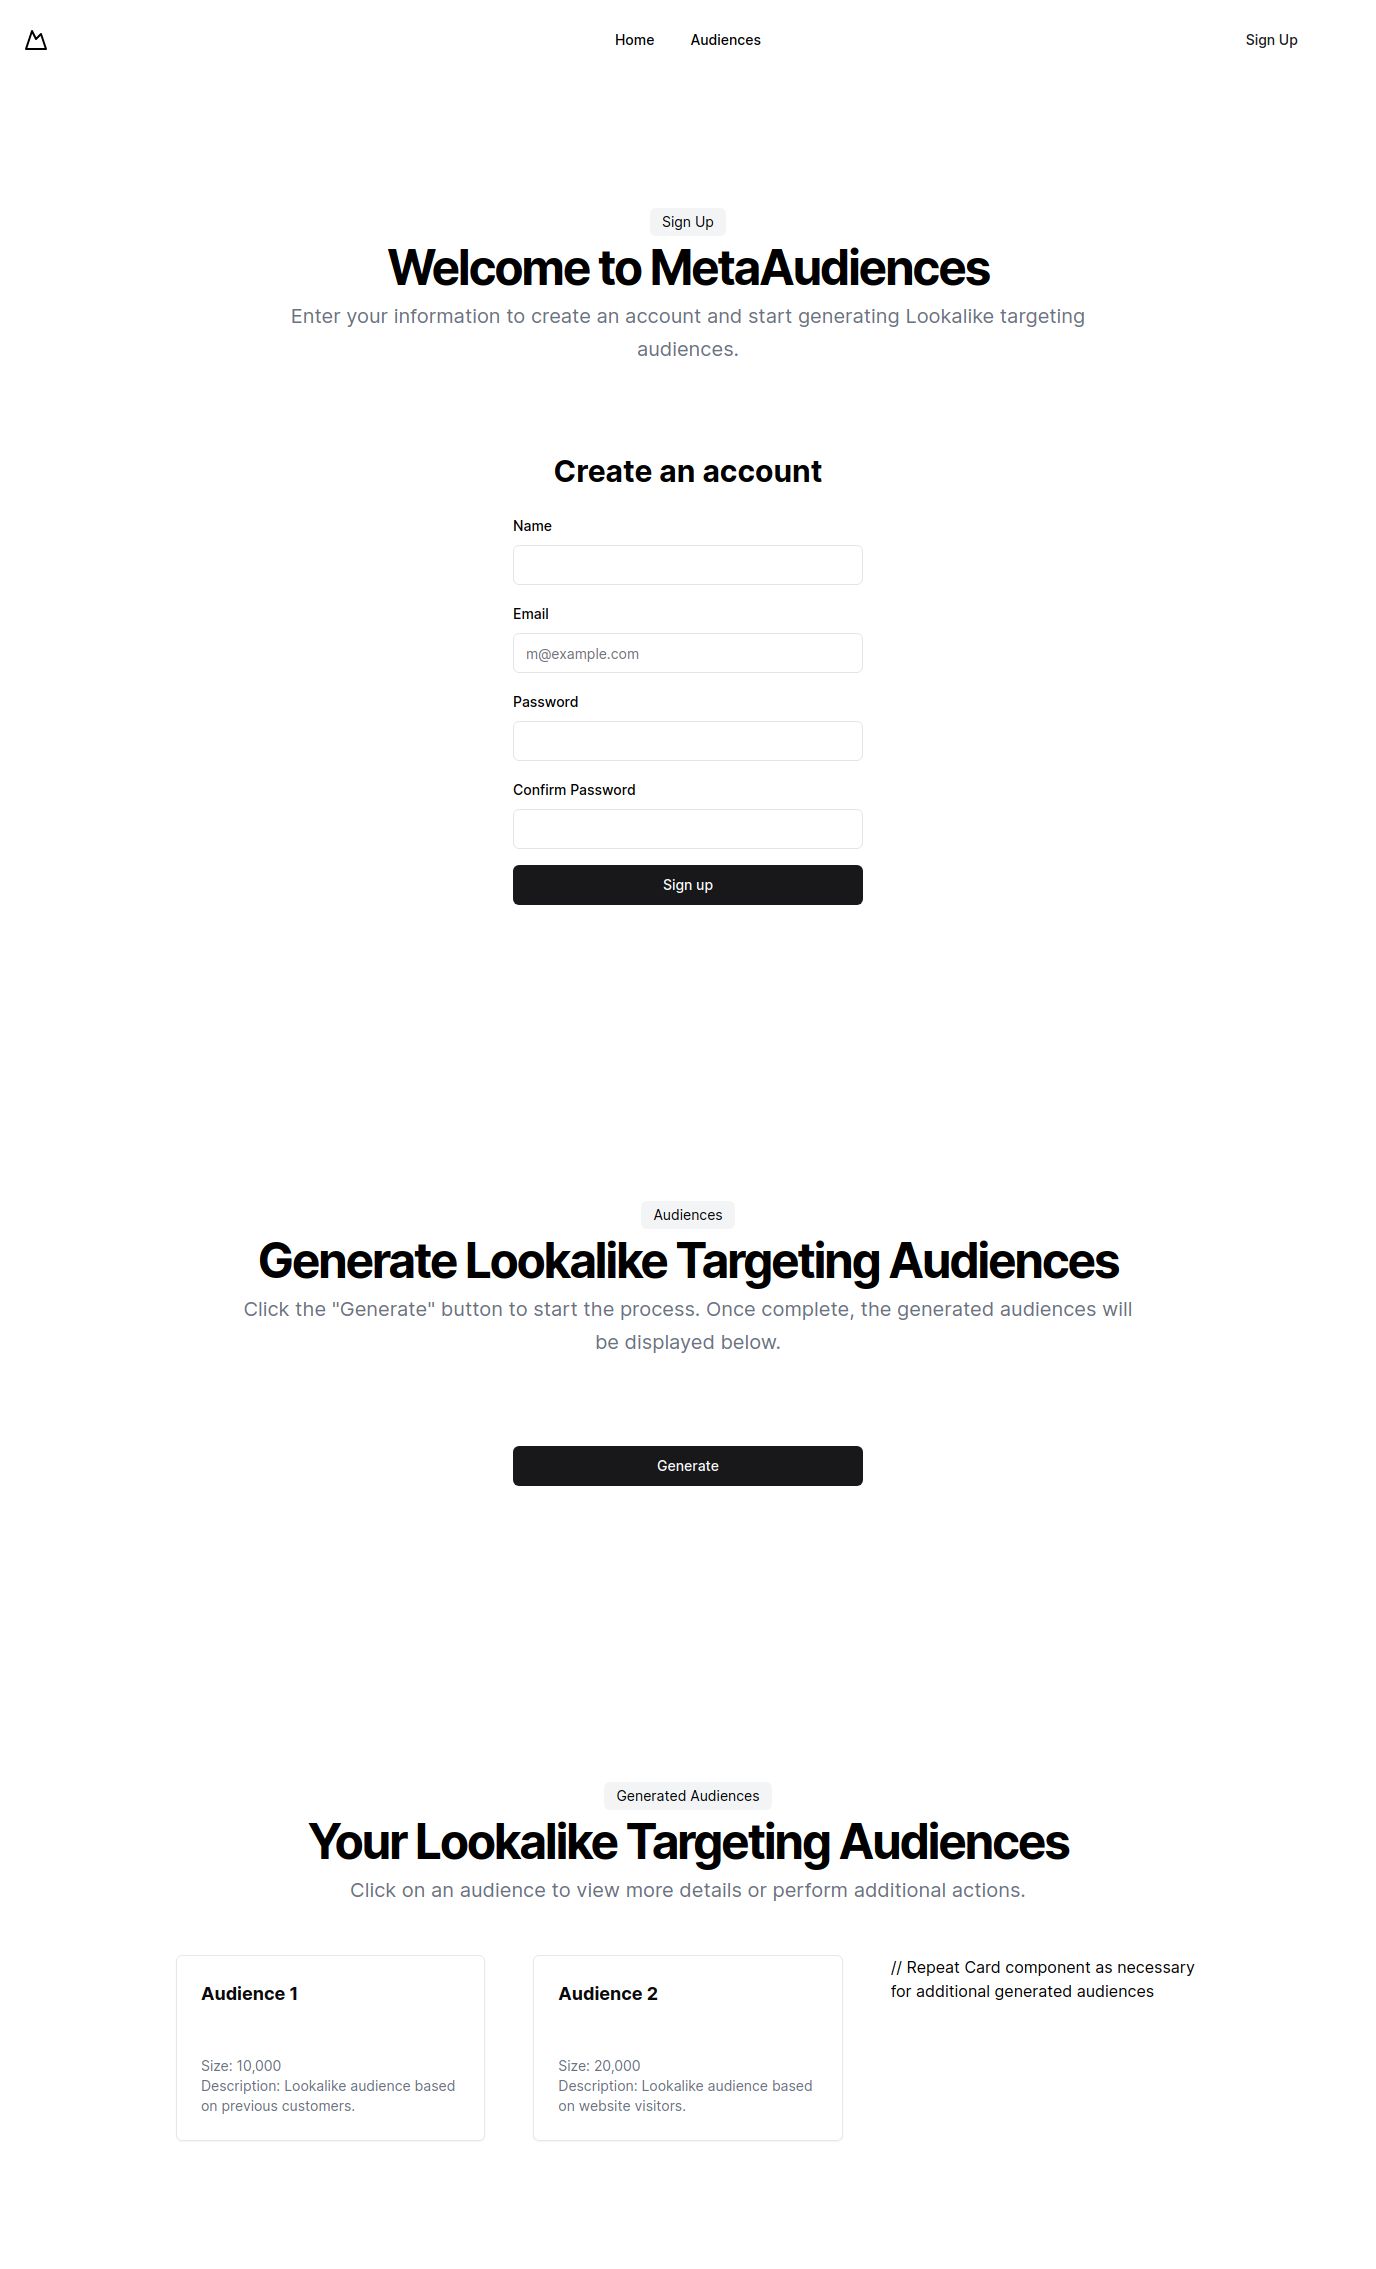 Home
Audiences
Sign Up
Sign Up
Welcome to MetaAudiences
Enter your information to create an account and start generating Lookalike targeting
audiences.
Create an account
Name
Email
m@example.com
Password
Confirm Password
Sign up
Audiences
Generate Lookalike Targeting Audiences
Click the "Generate" button to start the process. Once complete, the generated audiences will
be displayed below.
Generate
Generated Audiences
Your Lookalike Targeting Audiences
Click on an audience to view more details or perform additional actions.
Audience 1
Size: 10,000
Description: Lookalike audience based
on previous customers.
Audience 2
Size: 20,000
Description: Lookalike audience based
on website visitors.
// Repeat Card component as necessary
for additional generated audiences